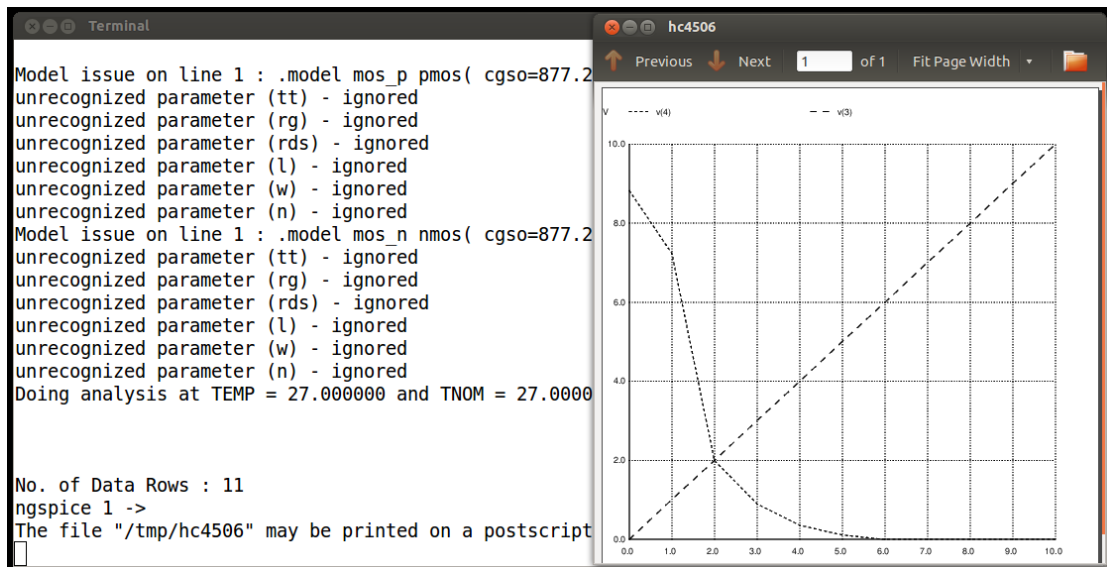 Terminal
Model issue on line 1 : .model mos_p pmos( cgso=877.2
unrecognized parameter (tt) - ignored
unrecognized parameter (rg) - ignored
unrecognized parameter (rds) - ignored
unrecognized parameter (l) - ignored
unrecognized parameter (w) - ignored
unrecognized parameter (n) - ignored
Model issue on line 1 : .model mos_n nmos( cgso=877.2
unrecognized parameter (tt) - ignored
unrecognized parameter (rg) - ignored
unrecognized parameter (rds) - ignored
unrecognized parameter (l) - ignored
unrecognized parameter (w) - ignored
unrecognized parameter (n) - ignored
Doing analysis at TEMP = 27.000000 and TNOM = 27.0000
No. of Data Rows : 11
ngspice 1 ->
The file "/tmp/hc4506" may be printed on a postscript
hc4506
Previous Next 1 of 1 Fit Page Width
V v(4) v(3)
10.0
8.0
6.0
4.0
2.0
0.0
0.0 1.0 2.0 3.0 4.0 5.0 6.0 7.0 8.0 9.0 10.0